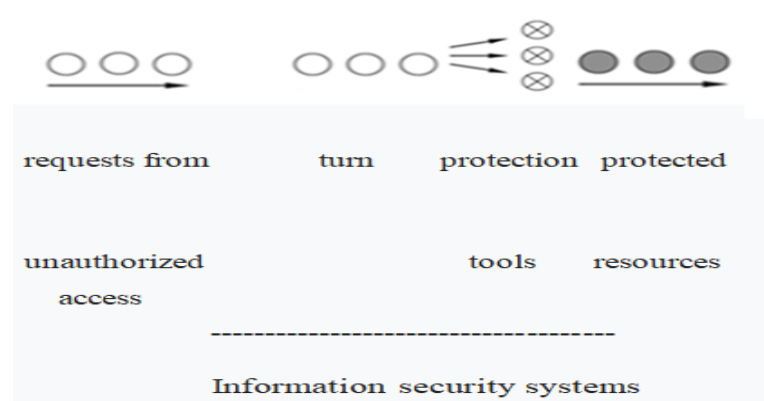 requests from turn protection protected
unauthorized tools resources
access
------------------------------------
Information security systems